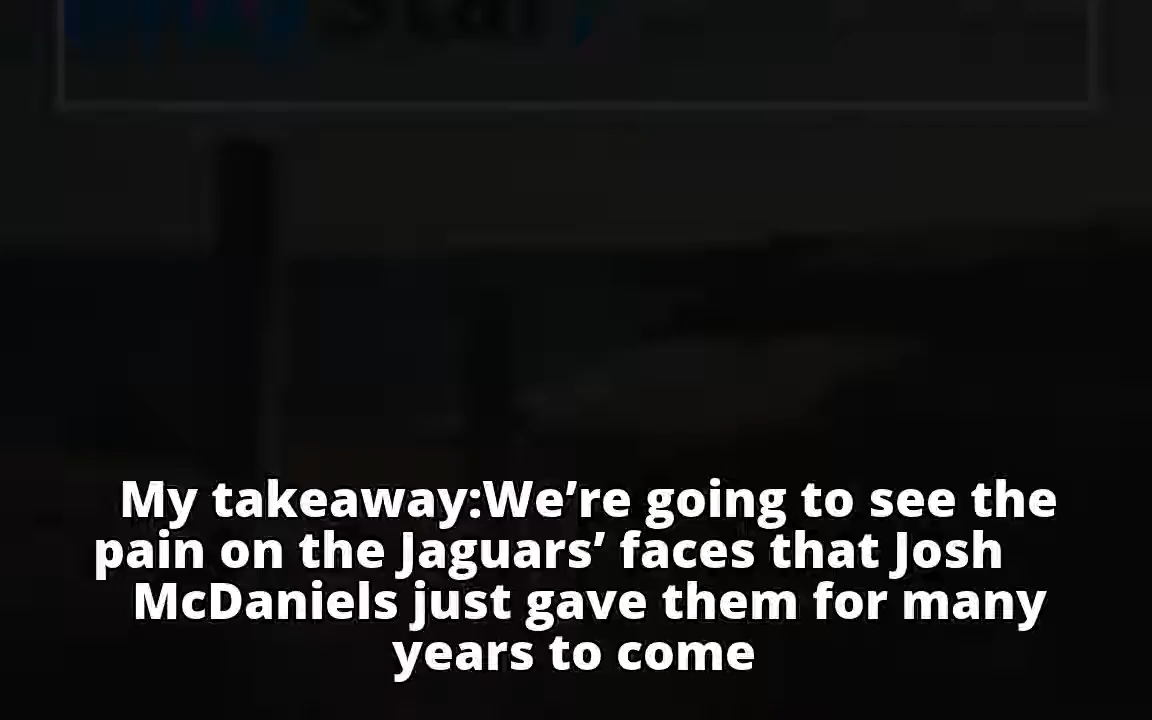 My takeaway:We’re going to see the
pain on the Jaguars’ faces that Josh
McDaniels just gave them for many
years to come